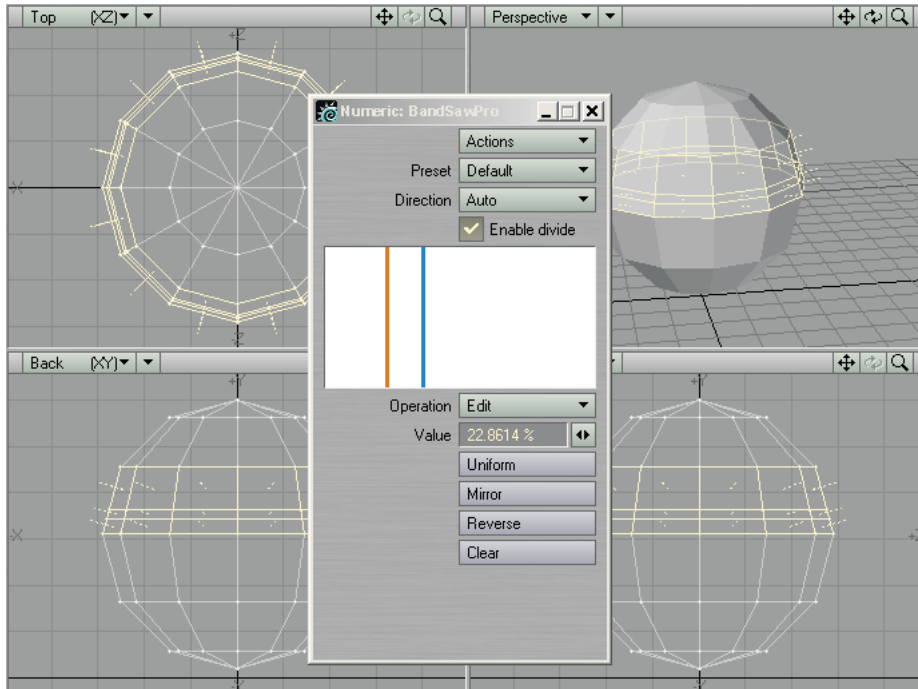 Top (XZ)
Perspective
+Z
-X
-Z
Numeric: BandSawPro
Actions
Preset Default
Direction Auto
Enable divide
Operation Edit
Value 22.8614 %
Uniform
Mirror
Reverse
Clear
Back (XY)
+Y
+Y
-X